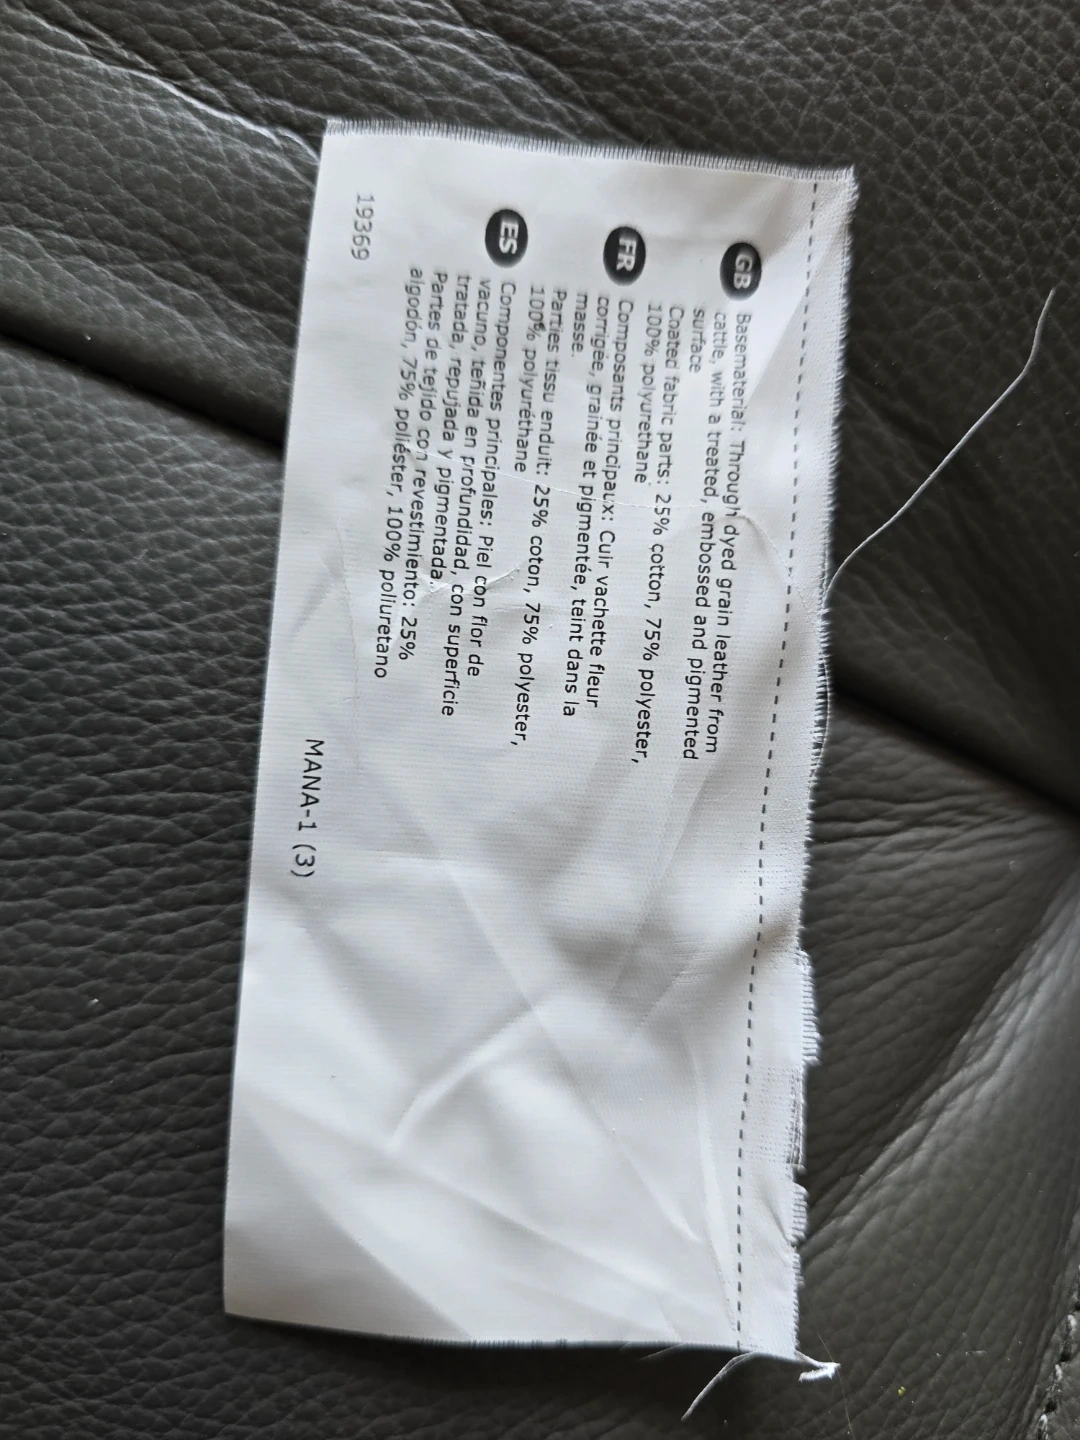 GB Basematerial: Through dyed grain leather from
cattle, with a treated, embossed and pigmented
surface
Coated fabric parts: 25% cotton, 75% polyester,
100% polyurethane
FR Composants principaux: Cuir vachette fleur
corrigée, grainée et pigmentée, teint dans la
masse.
Parties tissu enduit: 25% coton, 75% polyester,
100% polyuréthane
ES Componentes principales: Piel con flor de
vacuno, teñida en profundidad, con superficie
tratada, repujada y pigmentada.
Partes de tejido con revestimiento: 25%
algodón, 75% poliéster, 100% poliuretano
19369
MANA-1 (3)